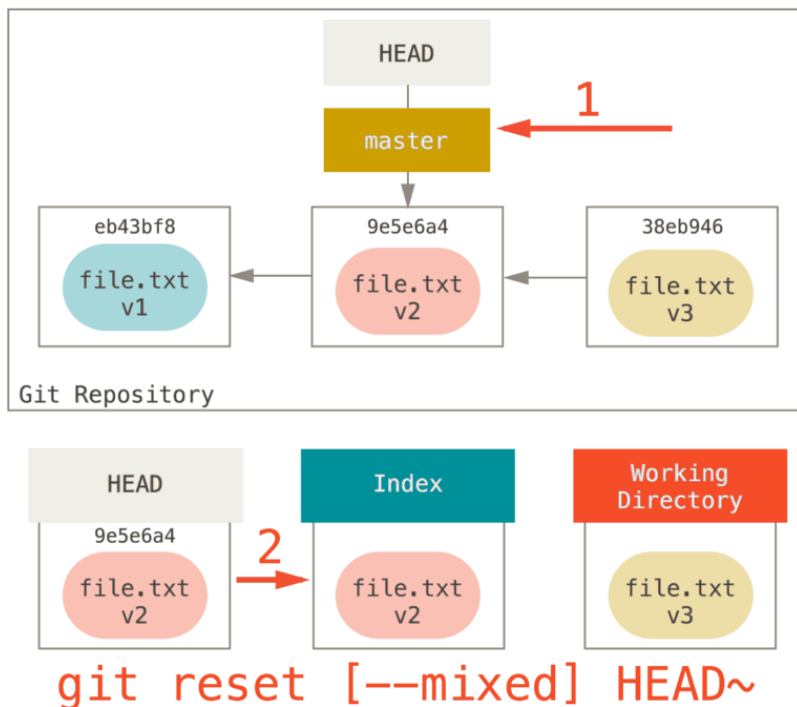 HEAD
1
master
eb43bf8
9e5e6a4
38eb946
file.txt
v1
file.txt
v2
file.txt
v3
Git Repository
HEAD
Index
Working
Directory
9e5e6a4
2
file.txt
v2
file.txt
v2
file.txt
v3
git reset [--mixed] HEAD~